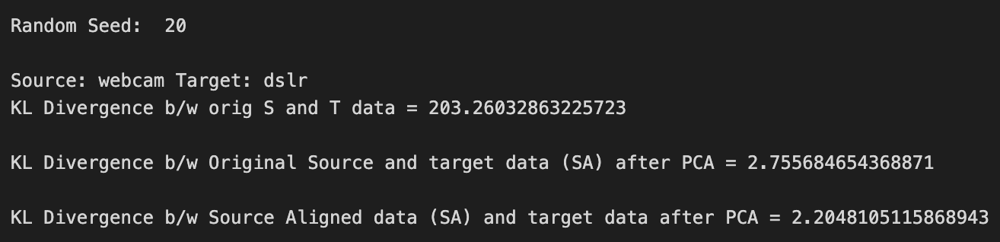 Random Seed:  20
Source: webcam Target: dslr
KL Divergence b/w orig S and T data = 203.26032863225723
KL Divergence b/w Original Source and target data (SA) after PCA = 2.755684654368871
KL Divergence b/w Source Aligned data (SA) and target data after PCA = 2.2048105115868943